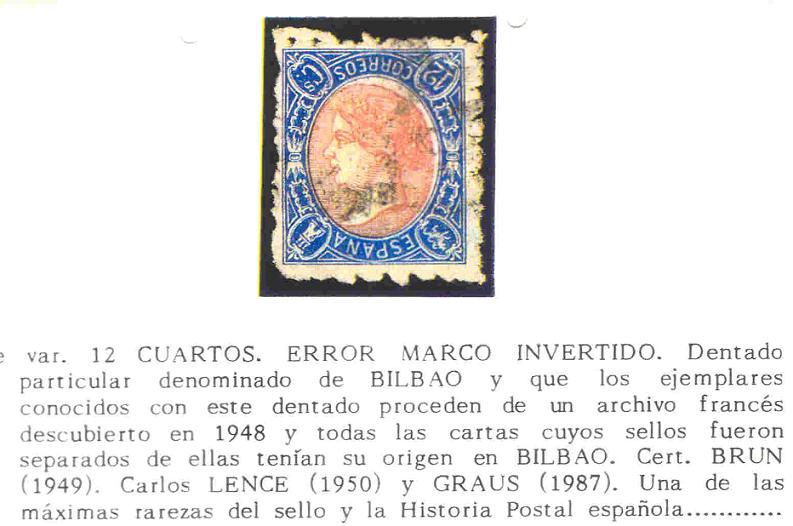 12 CORREOS Cs
ESPAÑA
e var. 12 CUARTOS. ERROR MARCO INVERTIDO. Dentado
particular denominado de BILBAO y que los ejemplares
conocidos con este dentado proceden de un archivo francés
descubierto en 1948 y todas las cartas cuyos sellos fueron
separados de ellas tenían su origen en BILBAO. Cert. BRUN
(1949). Carlos LENCE (1950) y GRAUS (1987). Una de las
máximas rarezas del sello y la Historia Postal española............